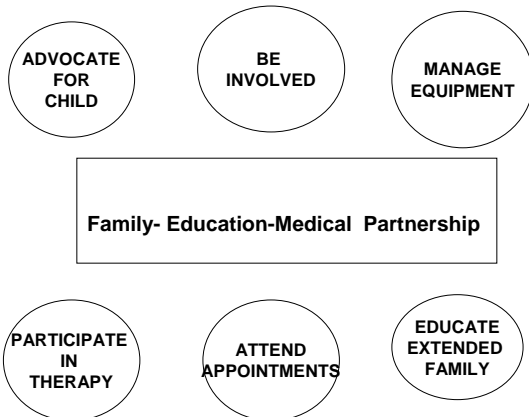 ADVOCATE
FOR
CHILD
BE
INVOLVED
MANAGE
EQUIPMENT
Family- Education-Medical Partnership
PARTICIPATE
IN
THERAPY
ATTEND
APPOINTMENTS
EDUCATE
EXTENDED
FAMILY